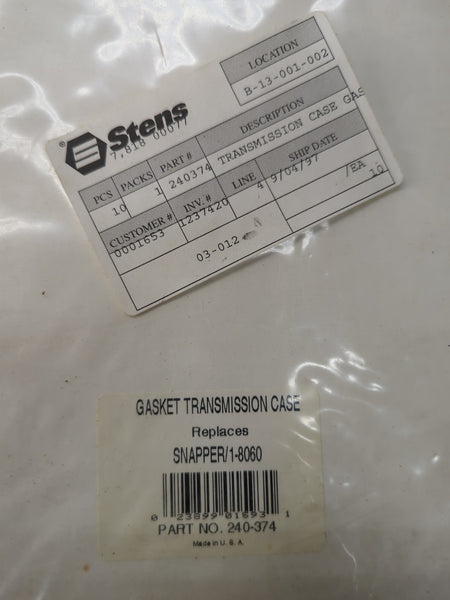 LOCATION
B-13-001-002
® Stens
7,818 00077
DESCRIPTION
TRANSMISSION CASE GAS
PCS PACKS PART #
10 1 240374
SHIP DATE
9/04/97
CUSTOMER # INV. # LINE
0001653 1237420 4
/EA
10
03-012
GASKET TRANSMISSION CASE
Replaces
SNAPPER/1-8060
0 23899 01693 1
PART NO. 240-374
Made in U. S. A.